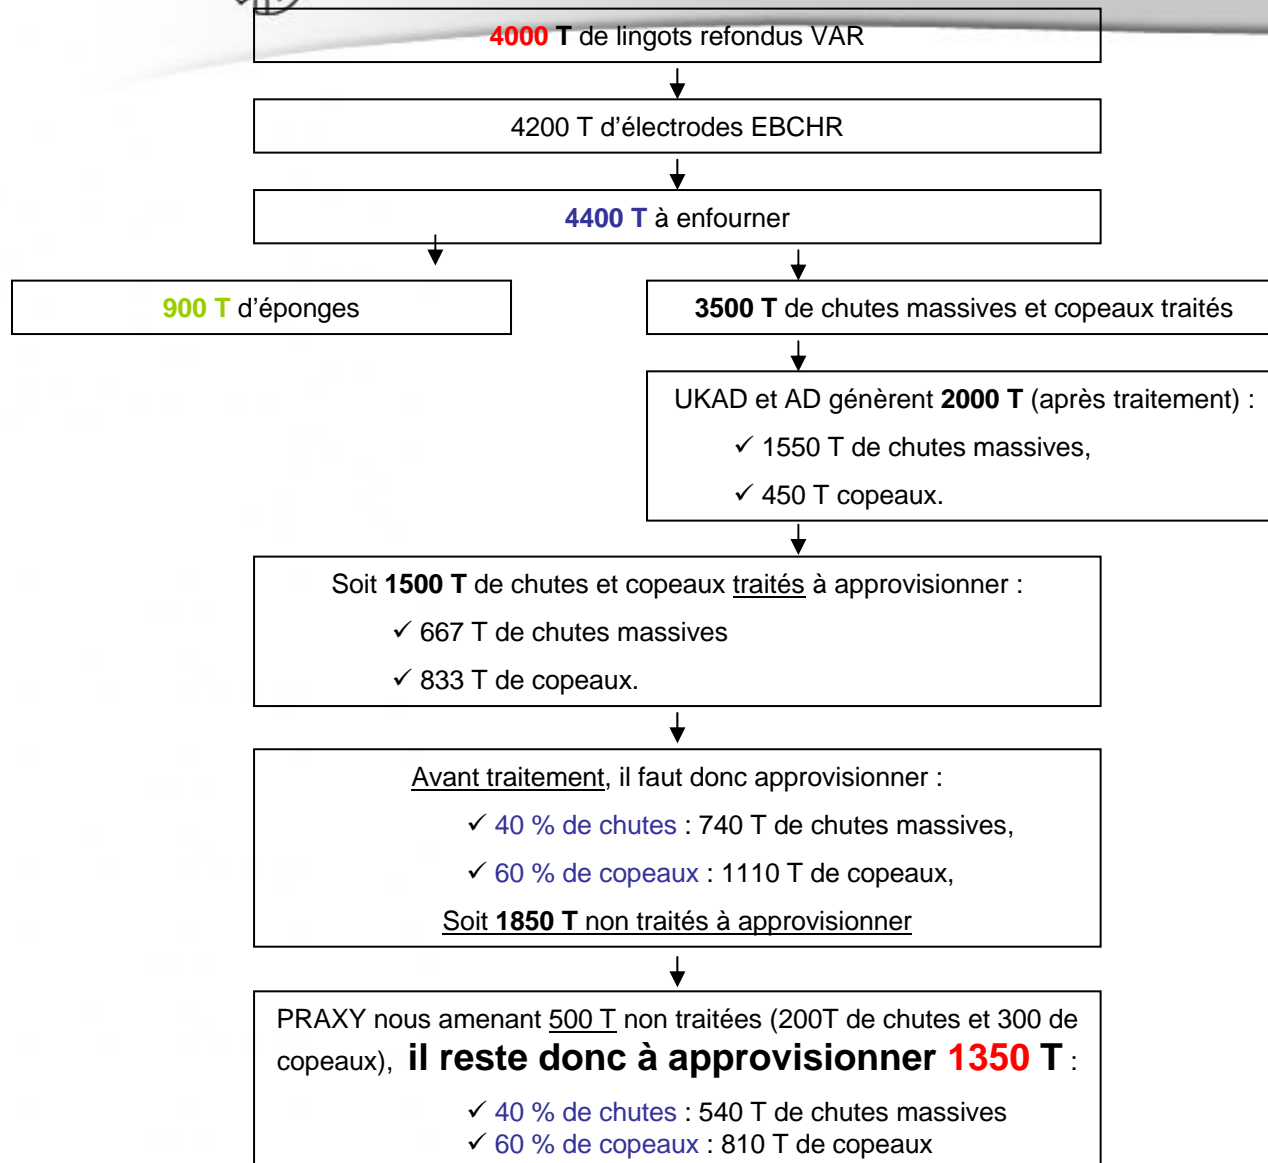 4000 T de lingots refondus VAR
4200 T d'électrodes EBCHR
4400 T à enfourner
900 T d'éponges
3500 T de chutes massives et copeaux traités
UKAD et AD génèrent 2000 T (après traitement) :
✓ 1550 T de chutes massives,
✓ 450 T copeaux.
Soit 1500 T de chutes et copeaux traités à approvisionner :
✓ 667 T de chutes massives
✓ 833 T de copeaux.
Avant traitement, il faut donc approvisionner :
✓ 40 % de chutes : 740 T de chutes massives,
✓ 60 % de copeaux : 1110 T de copeaux,
Soit 1850 T non traités à approvisionner
PRAXY nous amenant 500 T non traitées (200T de chutes et 300 de
copeaux), il reste donc à approvisionner 1350 T :
✓ 40 % de chutes : 540 T de chutes massives
✓ 60 % de copeaux : 810 T de copeaux